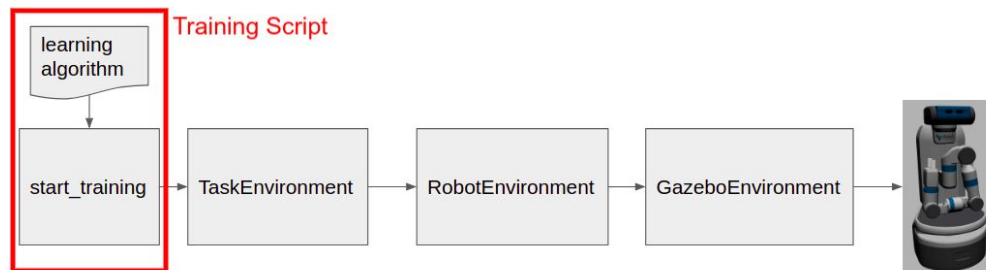 Training Script
learning
algorithm
start_training
TaskEnvironment
RobotEnvironment
GazeboEnvironment